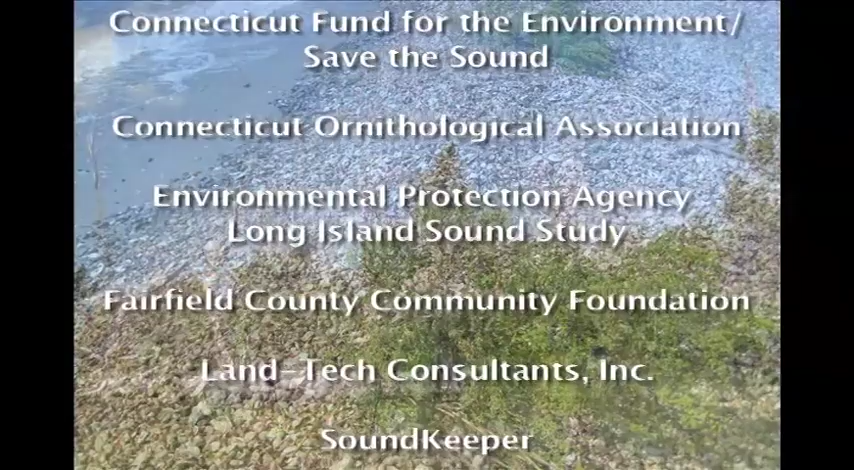 Connecticut Fund for the Environment/
Save the Sound
Connecticut Ornithological Association
Environmental Protection Agency
Long Island Sound Study
Fairfield County Community Foundation
Land-Tech Consultants, Inc.
SoundKeeper